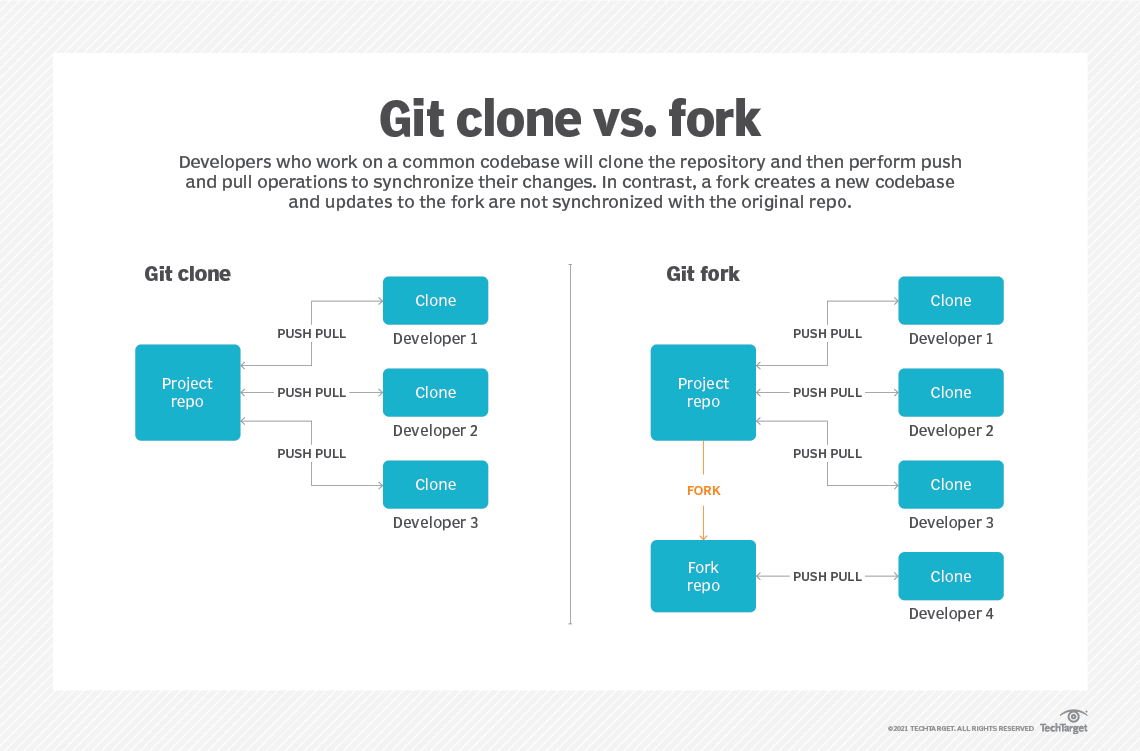 Git clone vs. fork
Developers who work on a common codebase will clone the repository and then perform push
and pull operations to synchronize their changes. In contrast, a fork creates a new codebase
and updates to the fork are not synchronized with the original repo.
Git clone
Clone
PUSH PULL
Developer 1
Project
repo
PUSH PULL
Clone
Developer 2
PUSH PULL
Clone
Developer 3
Git fork
Clone
PUSH PULL
Developer 1
Project
repo
PUSH PULL
Clone
Developer 2
PUSH PULL
Clone
Developer 3
FORK
Fork
repo
PUSH PULL
Clone
Developer 4
©2021 TECHTARGET. ALL RIGHTS RESERVED
TechTarget